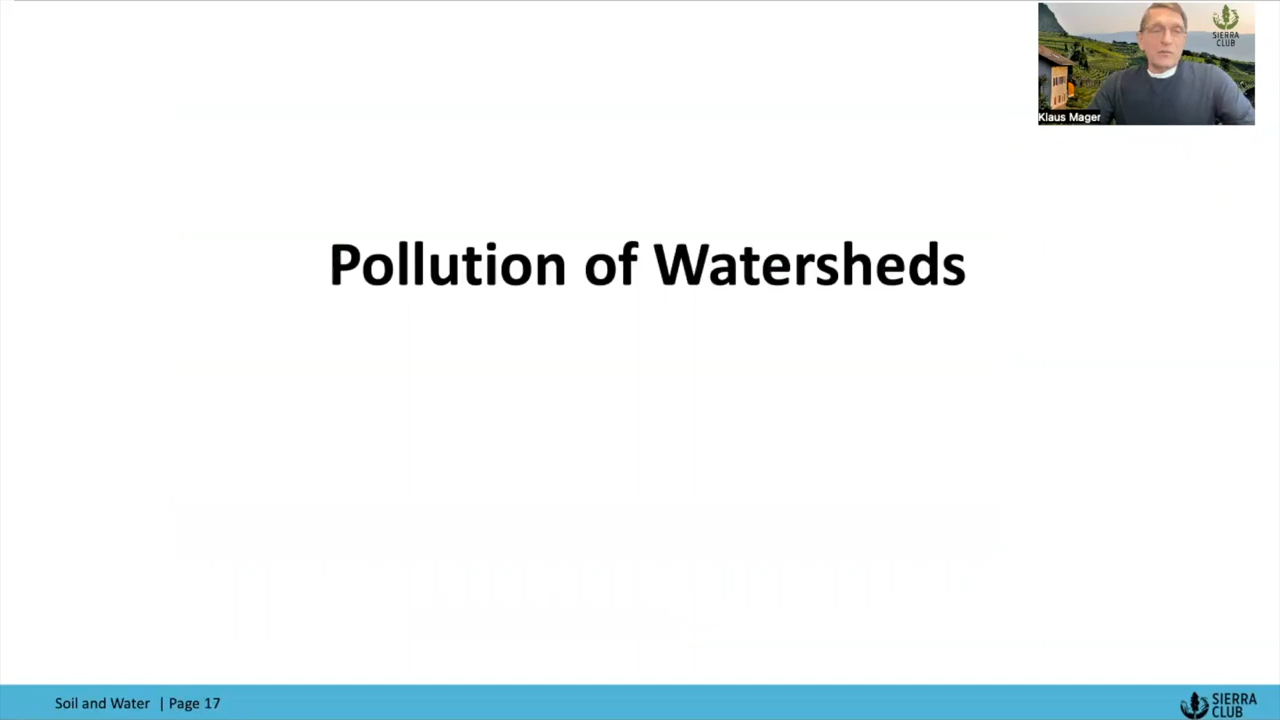 SIERRA
CLUB
Klaus Mager
Pollution of Watersheds
Soil and Water | Page 17
SIERRA
CLUB